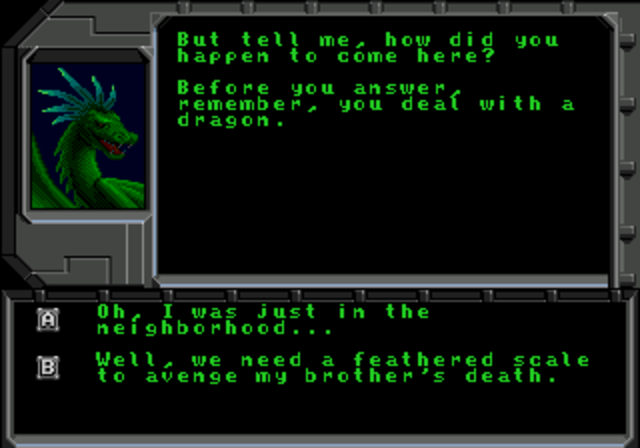 But tell me, how did you
happen to come here?
Before you answer,
remember, you deal with a
dragon.
A
Oh, I was just in the
neighborhood...
B
Well, we need a feathered scale
to avenge my brother's death.